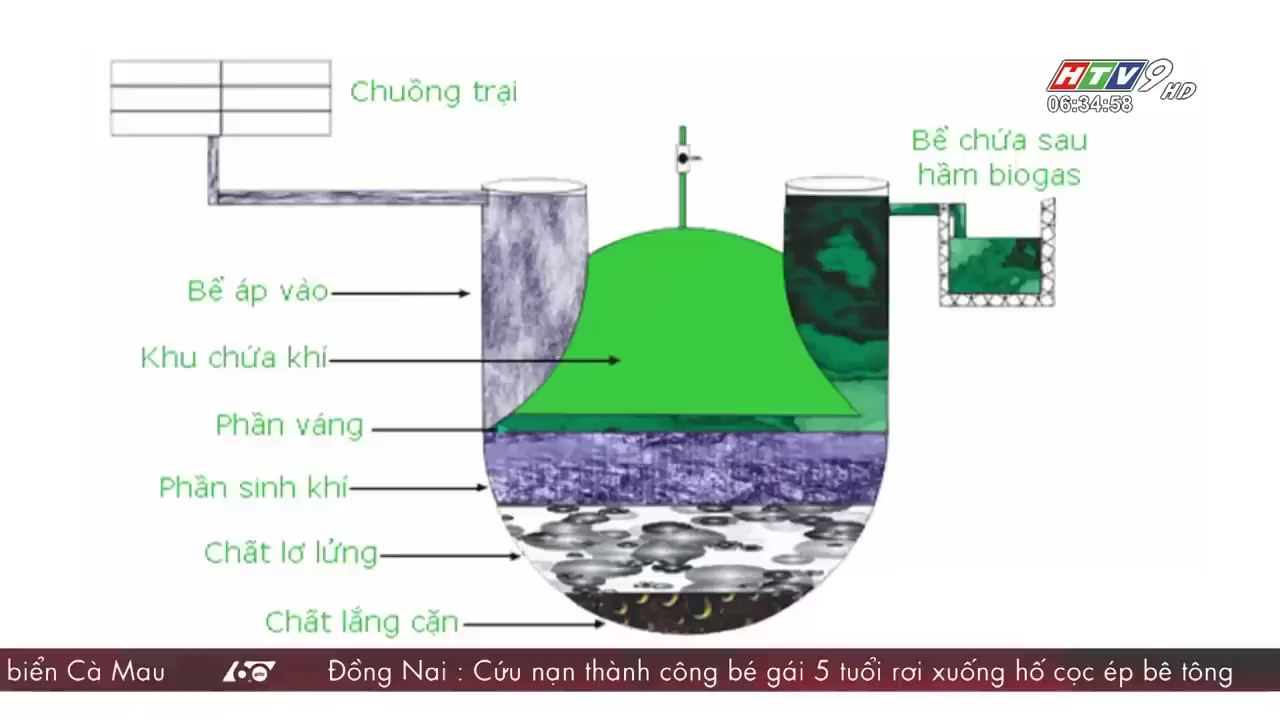 Chuồng trại
HTV9 HD
06:34:58
Bể chứa sau
hầm biogas
Bể áp vào
Khu chứa khí
Phần váng
Phần sinh khí
Chất lơ lửng
Chất lắng cặn
biển Cà Mau
60 giây
Đồng Nai : Cứu nạn thành công bé gái 5 tuổi rơi xuống hố cọc ép bê tông